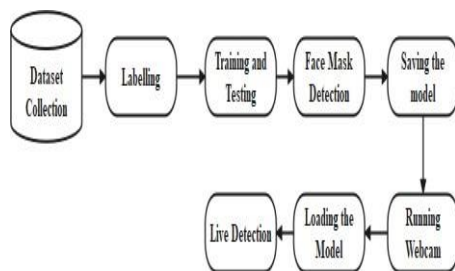 Dataset
Collection
Labelling
Training and
Testing
Face Mask
Detection
Saving the
model
Running
Webcam
Loading the
Model
Live Detection